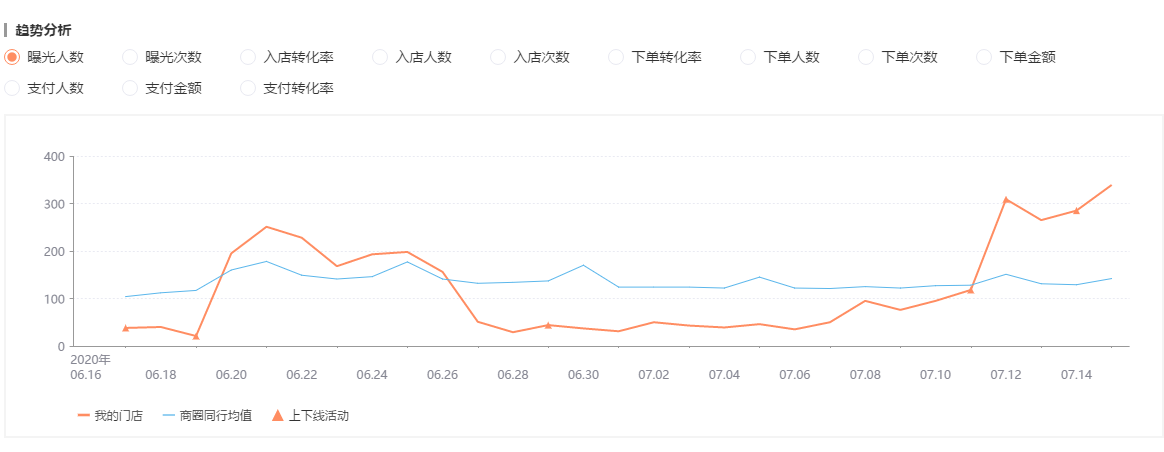 趋势分析
曝光人数 曝光次数 入店转化率 入店人数 入店次数 下单转化率 下单人数 下单次数 下单金额
支付人数 支付金额 支付转化率
400
300
200
100
0
2020年
06.16 06.18 06.20 06.22 06.24 06.26 06.28 06.30 07.02 07.04 07.06 07.08 07.10 07.12 07.14
我的门店 商圈同行均值 上下线活动